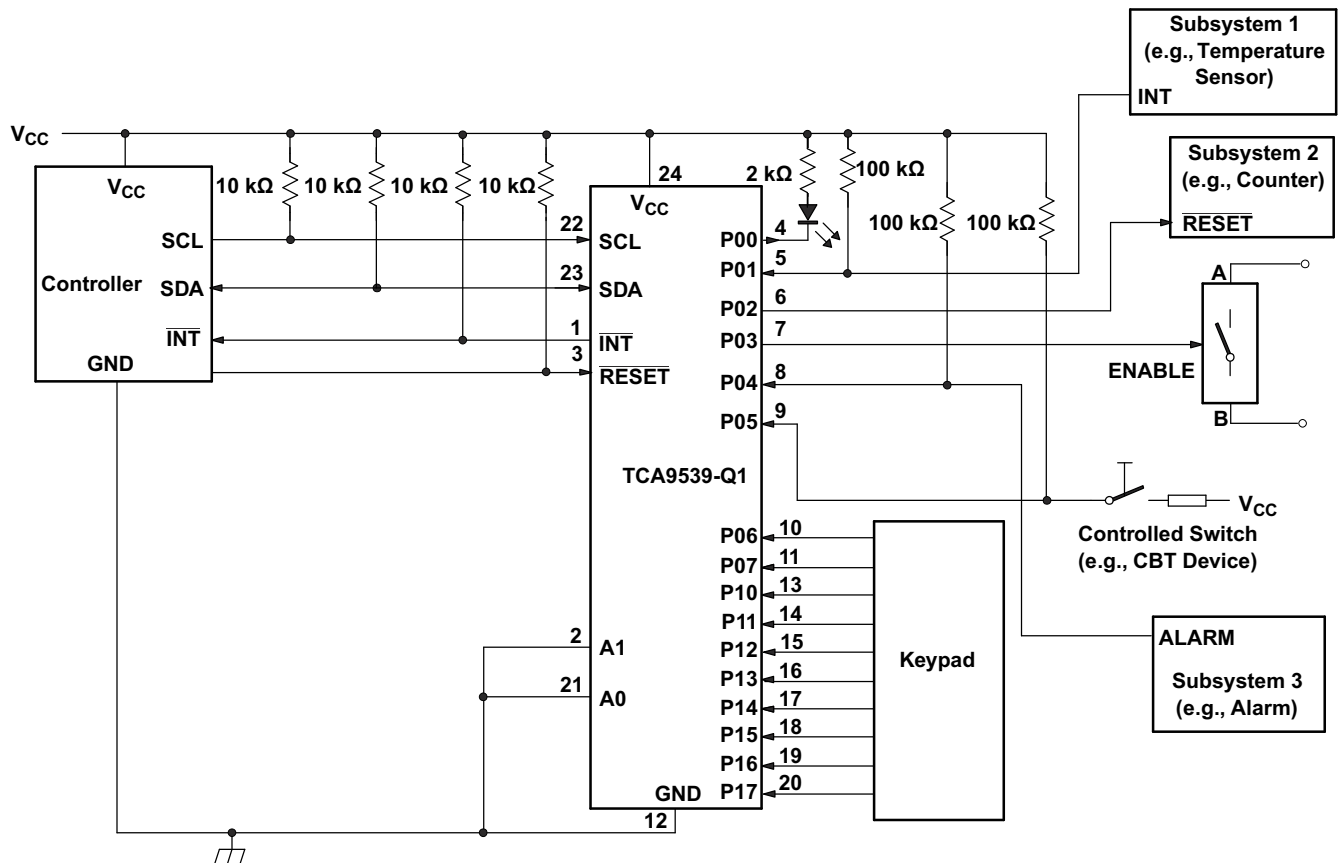 Subsystem 1
(e.g., Temperature
Sensor)
INT
VCC
Subsystem 2
(e.g., Counter)
RESET
VCC
10 kΩ
10 kΩ
10 kΩ
10 kΩ
24
VCC
2 kΩ
100 kΩ
100 kΩ
100 kΩ
Controller
SCL
SDA
INT
GND
22
SCL
23
SDA
1
INT
3
RESET
P00
4
P01
5
P02
6
P03
7
P04
8
P05
9
A
ENABLE
B
TCA9539-Q1
VCC
Controlled Switch
(e.g., CBT Device)
P06
10
P07
11
P10
13
P11
14
P12
15
P13
16
P14
17
P15
18
P16
19
P17
20
Keypad
2
A1
21
A0
GND
12
ALARM
Subsystem 3
(e.g., Alarm)